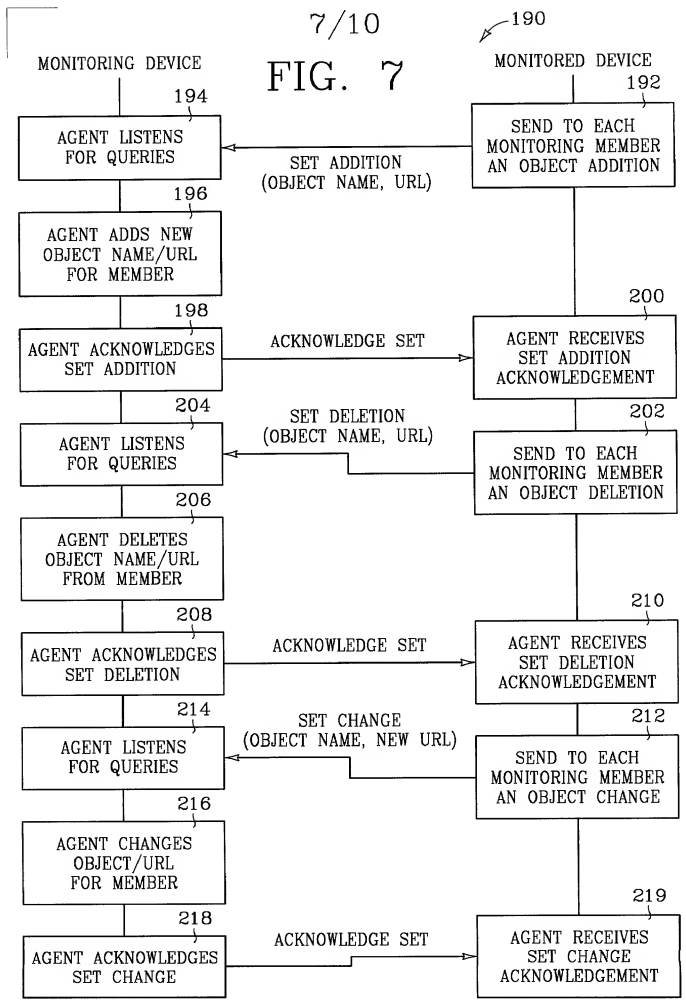 7/10
190
FIG. 7
MONITORING DEVICE
MONITORED DEVICE
194
AGENT LISTENS
FOR QUERIES
192
SEND TO EACH
MONITORING MEMBER
AN OBJECT ADDITION
SET ADDITION
(OBJECT NAME, URL)
196
AGENT ADDS NEW
OBJECT NAME/URL
FOR MEMBER
198
AGENT ACKNOWLEDGES
SET ADDITION
ACKNOWLEDGE SET
200
AGENT RECEIVES
SET ADDITION
ACKNOWLEDGEMENT
204
AGENT LISTENS
FOR QUERIES
SET DELETION
(OBJECT NAME, URL)
202
SEND TO EACH
MONITORING MEMBER
AN OBJECT DELETION
206
AGENT DELETES
OBJECT NAME/URL
FROM MEMBER
208
AGENT ACKNOWLEDGES
SET DELETION
ACKNOWLEDGE SET
210
AGENT RECEIVES
SET DELETION
ACKNOWLEDGEMENT
214
AGENT LISTENS
FOR QUERIES
SET CHANGE
(OBJECT NAME, NEW URL)
212
SEND TO EACH
MONITORING MEMBER
AN OBJECT CHANGE
216
AGENT CHANGES
OBJECT/URL
FOR MEMBER
218
AGENT ACKNOWLEDGES
SET CHANGE
ACKNOWLEDGE SET
219
AGENT RECEIVES
SET CHANGE
ACKNOWLEDGEMENT